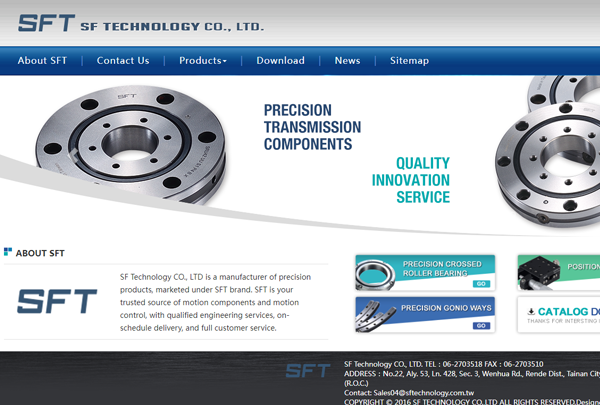 SFT SF TECHNOLOGY CO., LTD.
About SFT | Contact Us | Products | Download | News | Sitemap
SFT
PRECISION
TRANSMISSION
COMPONENTS
QUALITY
INNOVATION
SERVICE
ABOUT SFT
SFT
SF Technology CO., LTD is a manufacturer of precision
products, marketed under SFT brand. SFT is your
trusted source of motion components and motion
control, with qualified engineering services, on-
schedule delivery, and full customer service.
PRECISION CROSSED
ROLLER BEARING
GO
POSITION
PRECISION GONIO WAYS
GO
CATALOG DO
THANKS FOR INTERSTING
SFT
SF Technology CO., LTD. TEL：06-2703518 FAX：06-2703510
ADDRESS：No.22, Aly. 53, Ln. 428, Sec. 3, Wenhua Rd., Rende Dist., Tainan City
(R.O.C.)
Contact: Sales04@sftechnology.com.tw
COPYRIGHT © 2016 SF TECHNOLOGY CO.,LTD ALL RIGHTS RESERVED.Designe